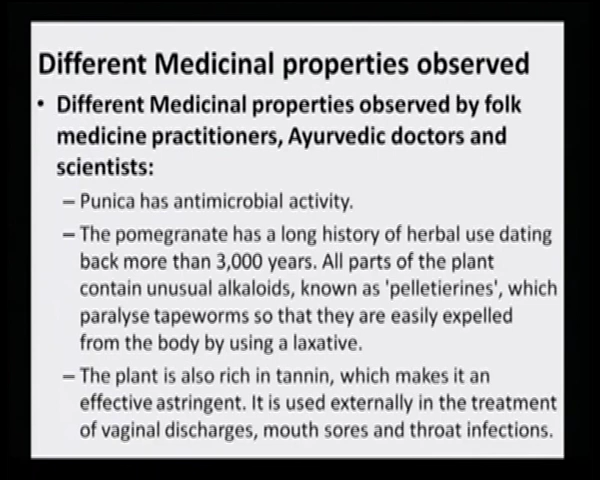 Different Medicinal properties observed
• Different Medicinal properties observed by folk
medicine practitioners, Ayurvedic doctors and
scientists:
– Punica has antimicrobial activity.
– The pomegranate has a long history of herbal use dating
back more than 3,000 years. All parts of the plant
contain unusual alkaloids, known as 'pelletierines', which
paralyse tapeworms so that they are easily expelled
from the body by using a laxative.
– The plant is also rich in tannin, which makes it an
effective astringent. It is used externally in the treatment
of vaginal discharges, mouth sores and throat infections.